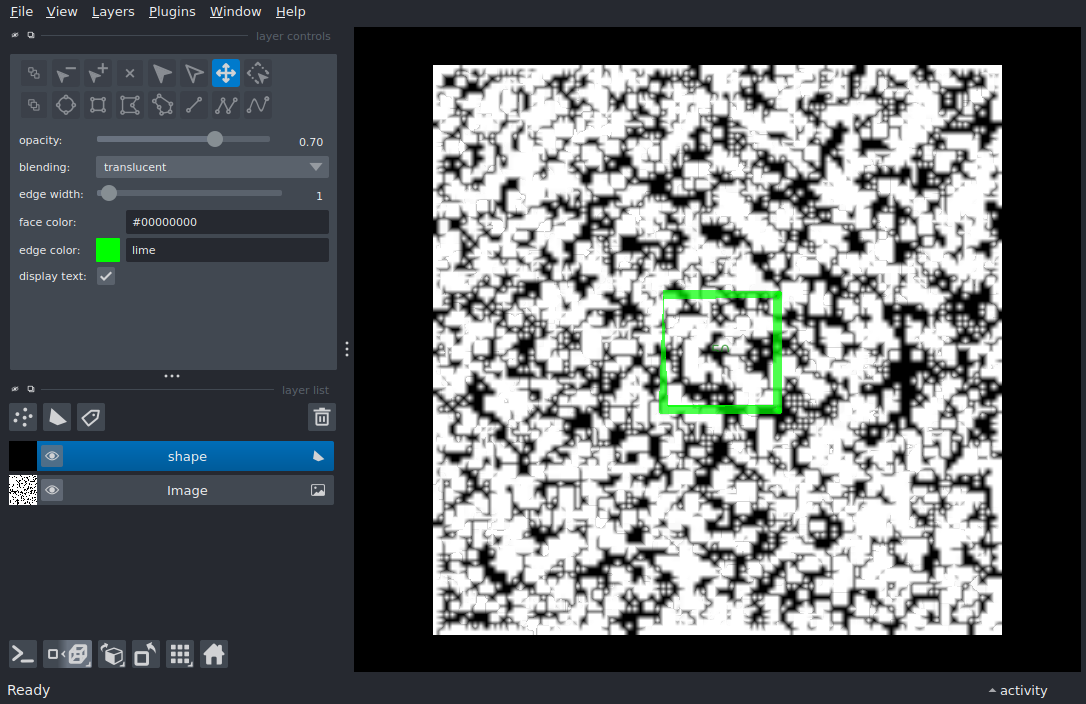 File View Layers Plugins Window Help
layer controls
opacity: 0.70
blending: translucent
edge width: 1
face color: #00000000
edge color: lime
display text:
layer list
shape
Image
Ready
activity